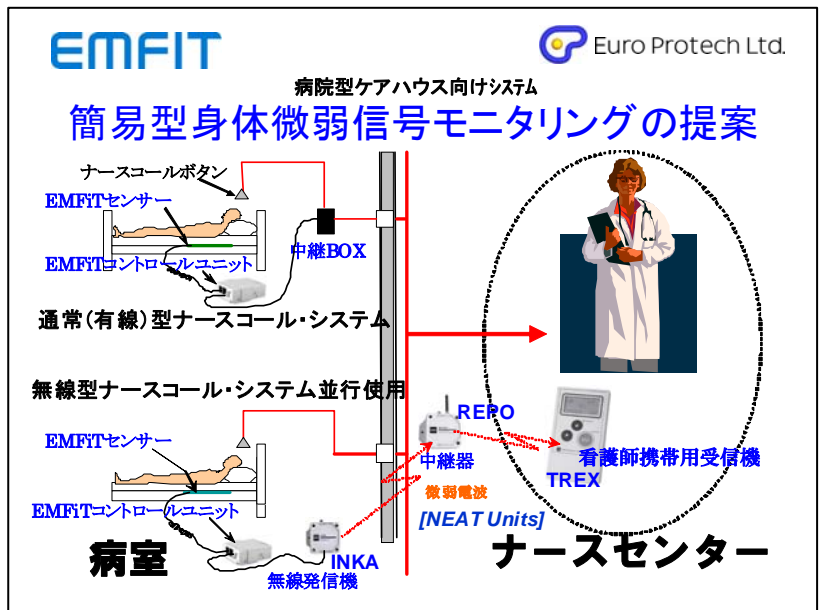 EMFIT
Euro Protech Ltd.
病院型ケアハウス向けシステム
簡易型身体微弱信号モニタリングの提案
ナースコールボタン
EMFiTセンサー
中継BOX
EMFiTコントロールユニット
通常(有線)型ナースコール・システム
無線型ナースコール・システム並行使用
REPO
EMFiTセンサー
中継器
看護師携帯用受信機
TREX
微弱電波
EMFiTコントロールユニット
[NEAT Units]
病室
INKA
無線発信機
ナースセンター